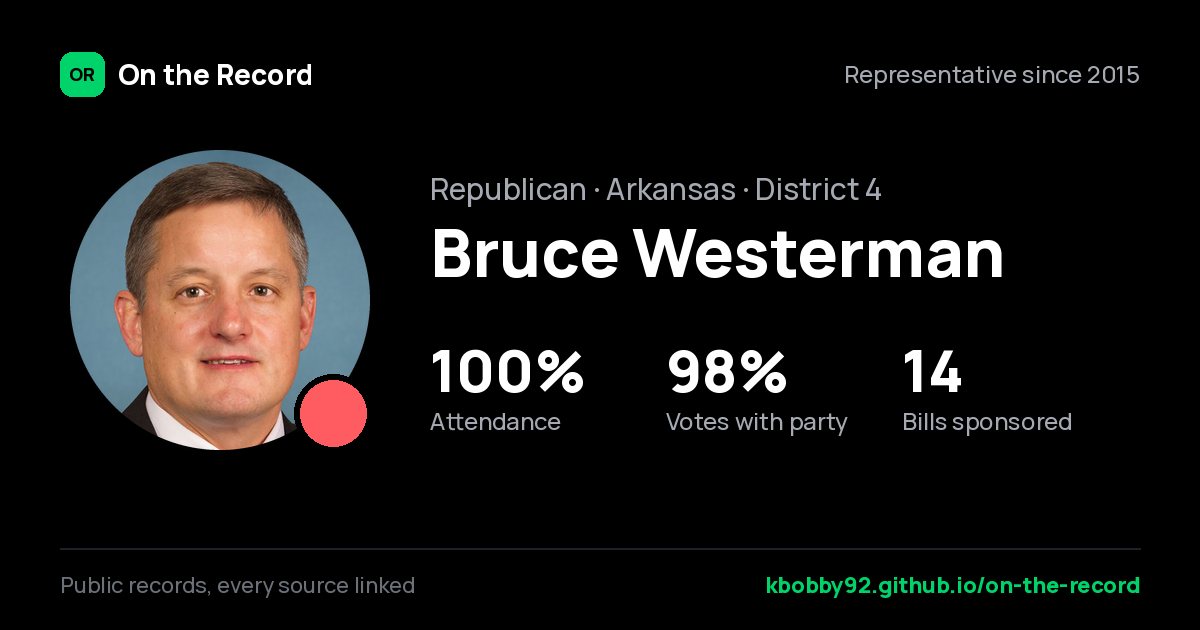 OR On the Record
Representative since 2015
Republican · Arkansas · District 4
Bruce Westerman
100% 98% 14
Attendance Votes with party Bills sponsored
Public records, every source linked
kbobby92.github.io/on-the-record